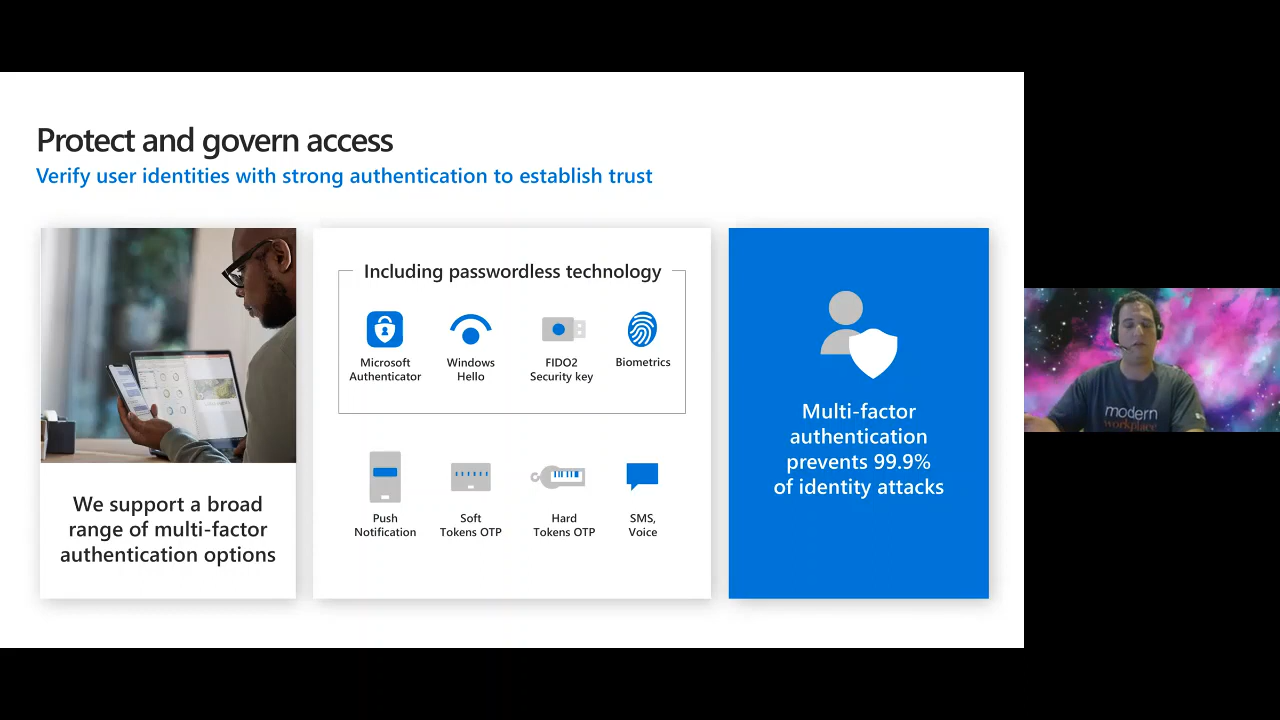 Protect and govern access
Verify user identities with strong authentication to establish trust
We support a broad
range of multi-factor
authentication options
Including passwordless technology
Microsoft
Authenticator
Windows
Hello
FIDO2
Security key
Biometrics
Push
Notification
Soft
Tokens OTP
Hard
Tokens OTP
SMS,
Voice
Multi-factor
authentication
prevents 99.9%
of identity attacks
modern
workplace